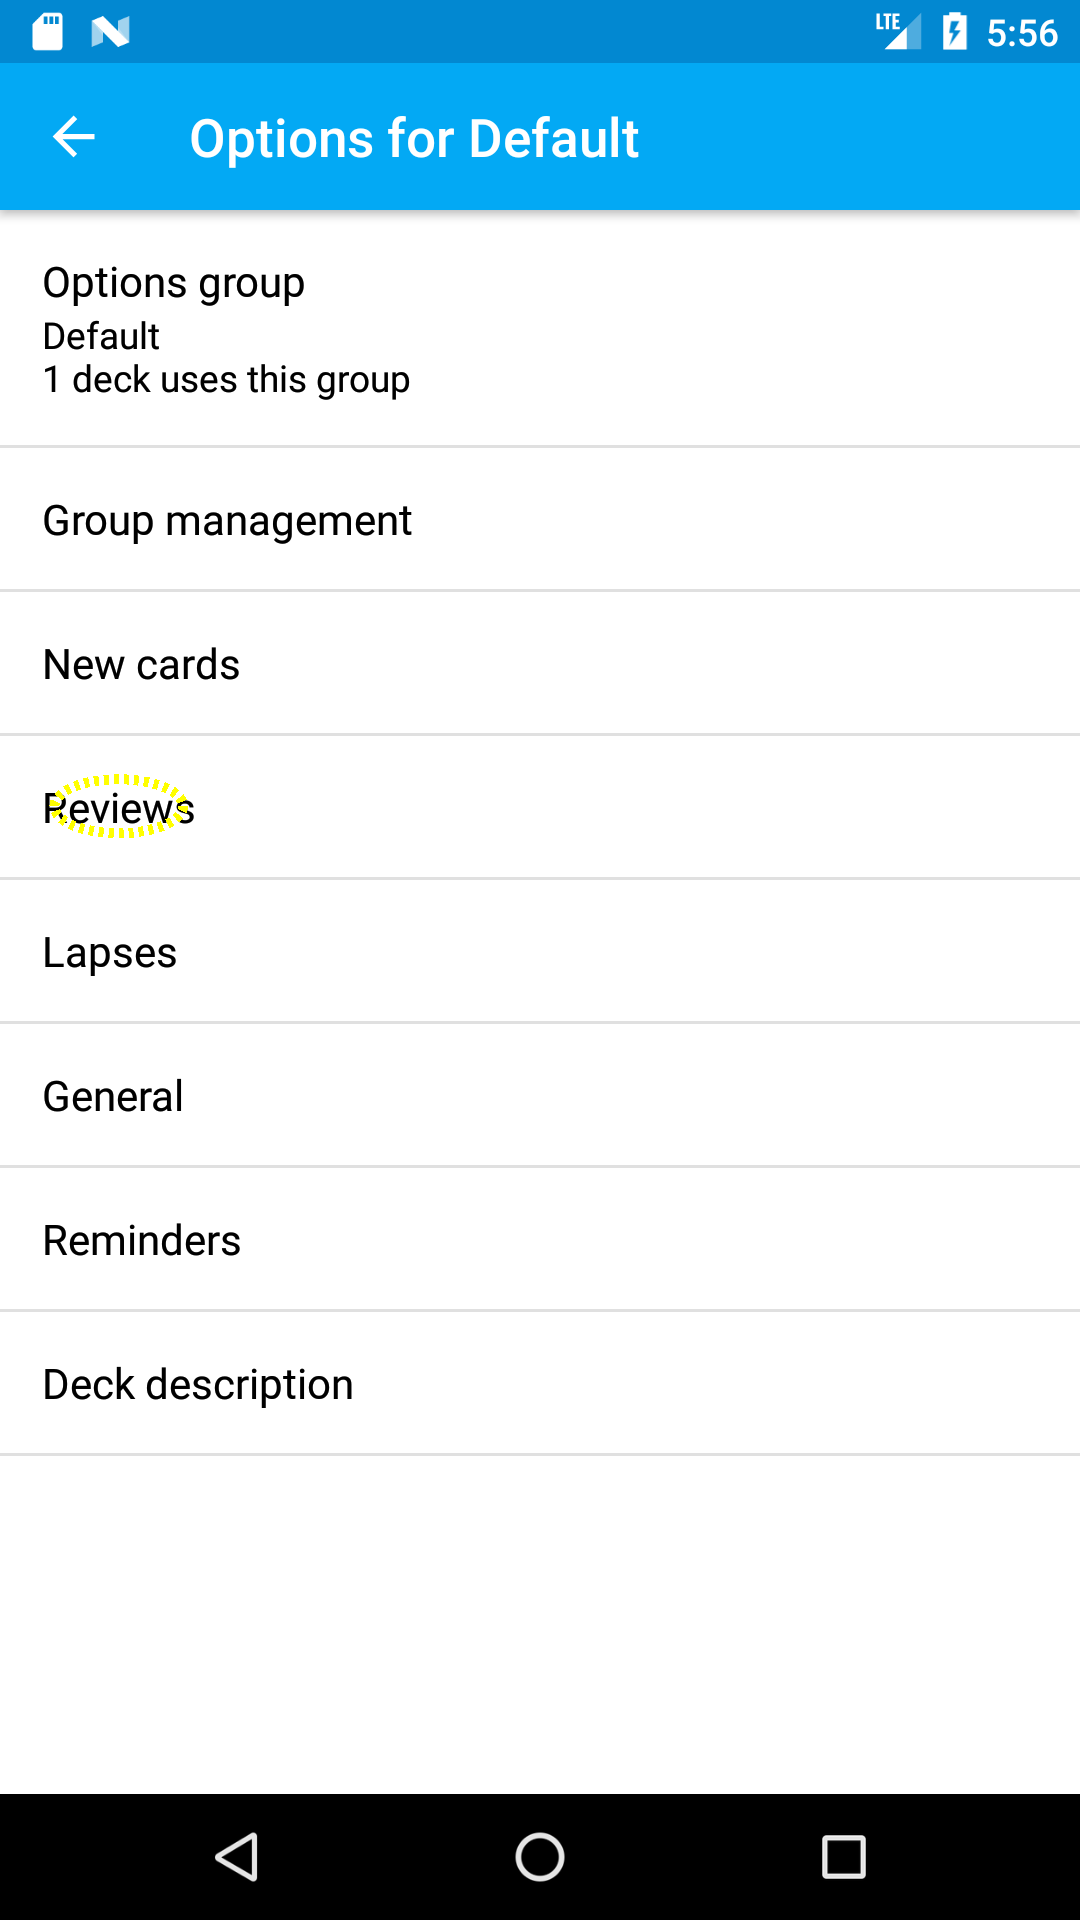 LTE 5:56
Options for Default
Options group
Default
1 deck uses this group
Group management
New cards
Reviews
Lapses
General
Reminders
Deck description